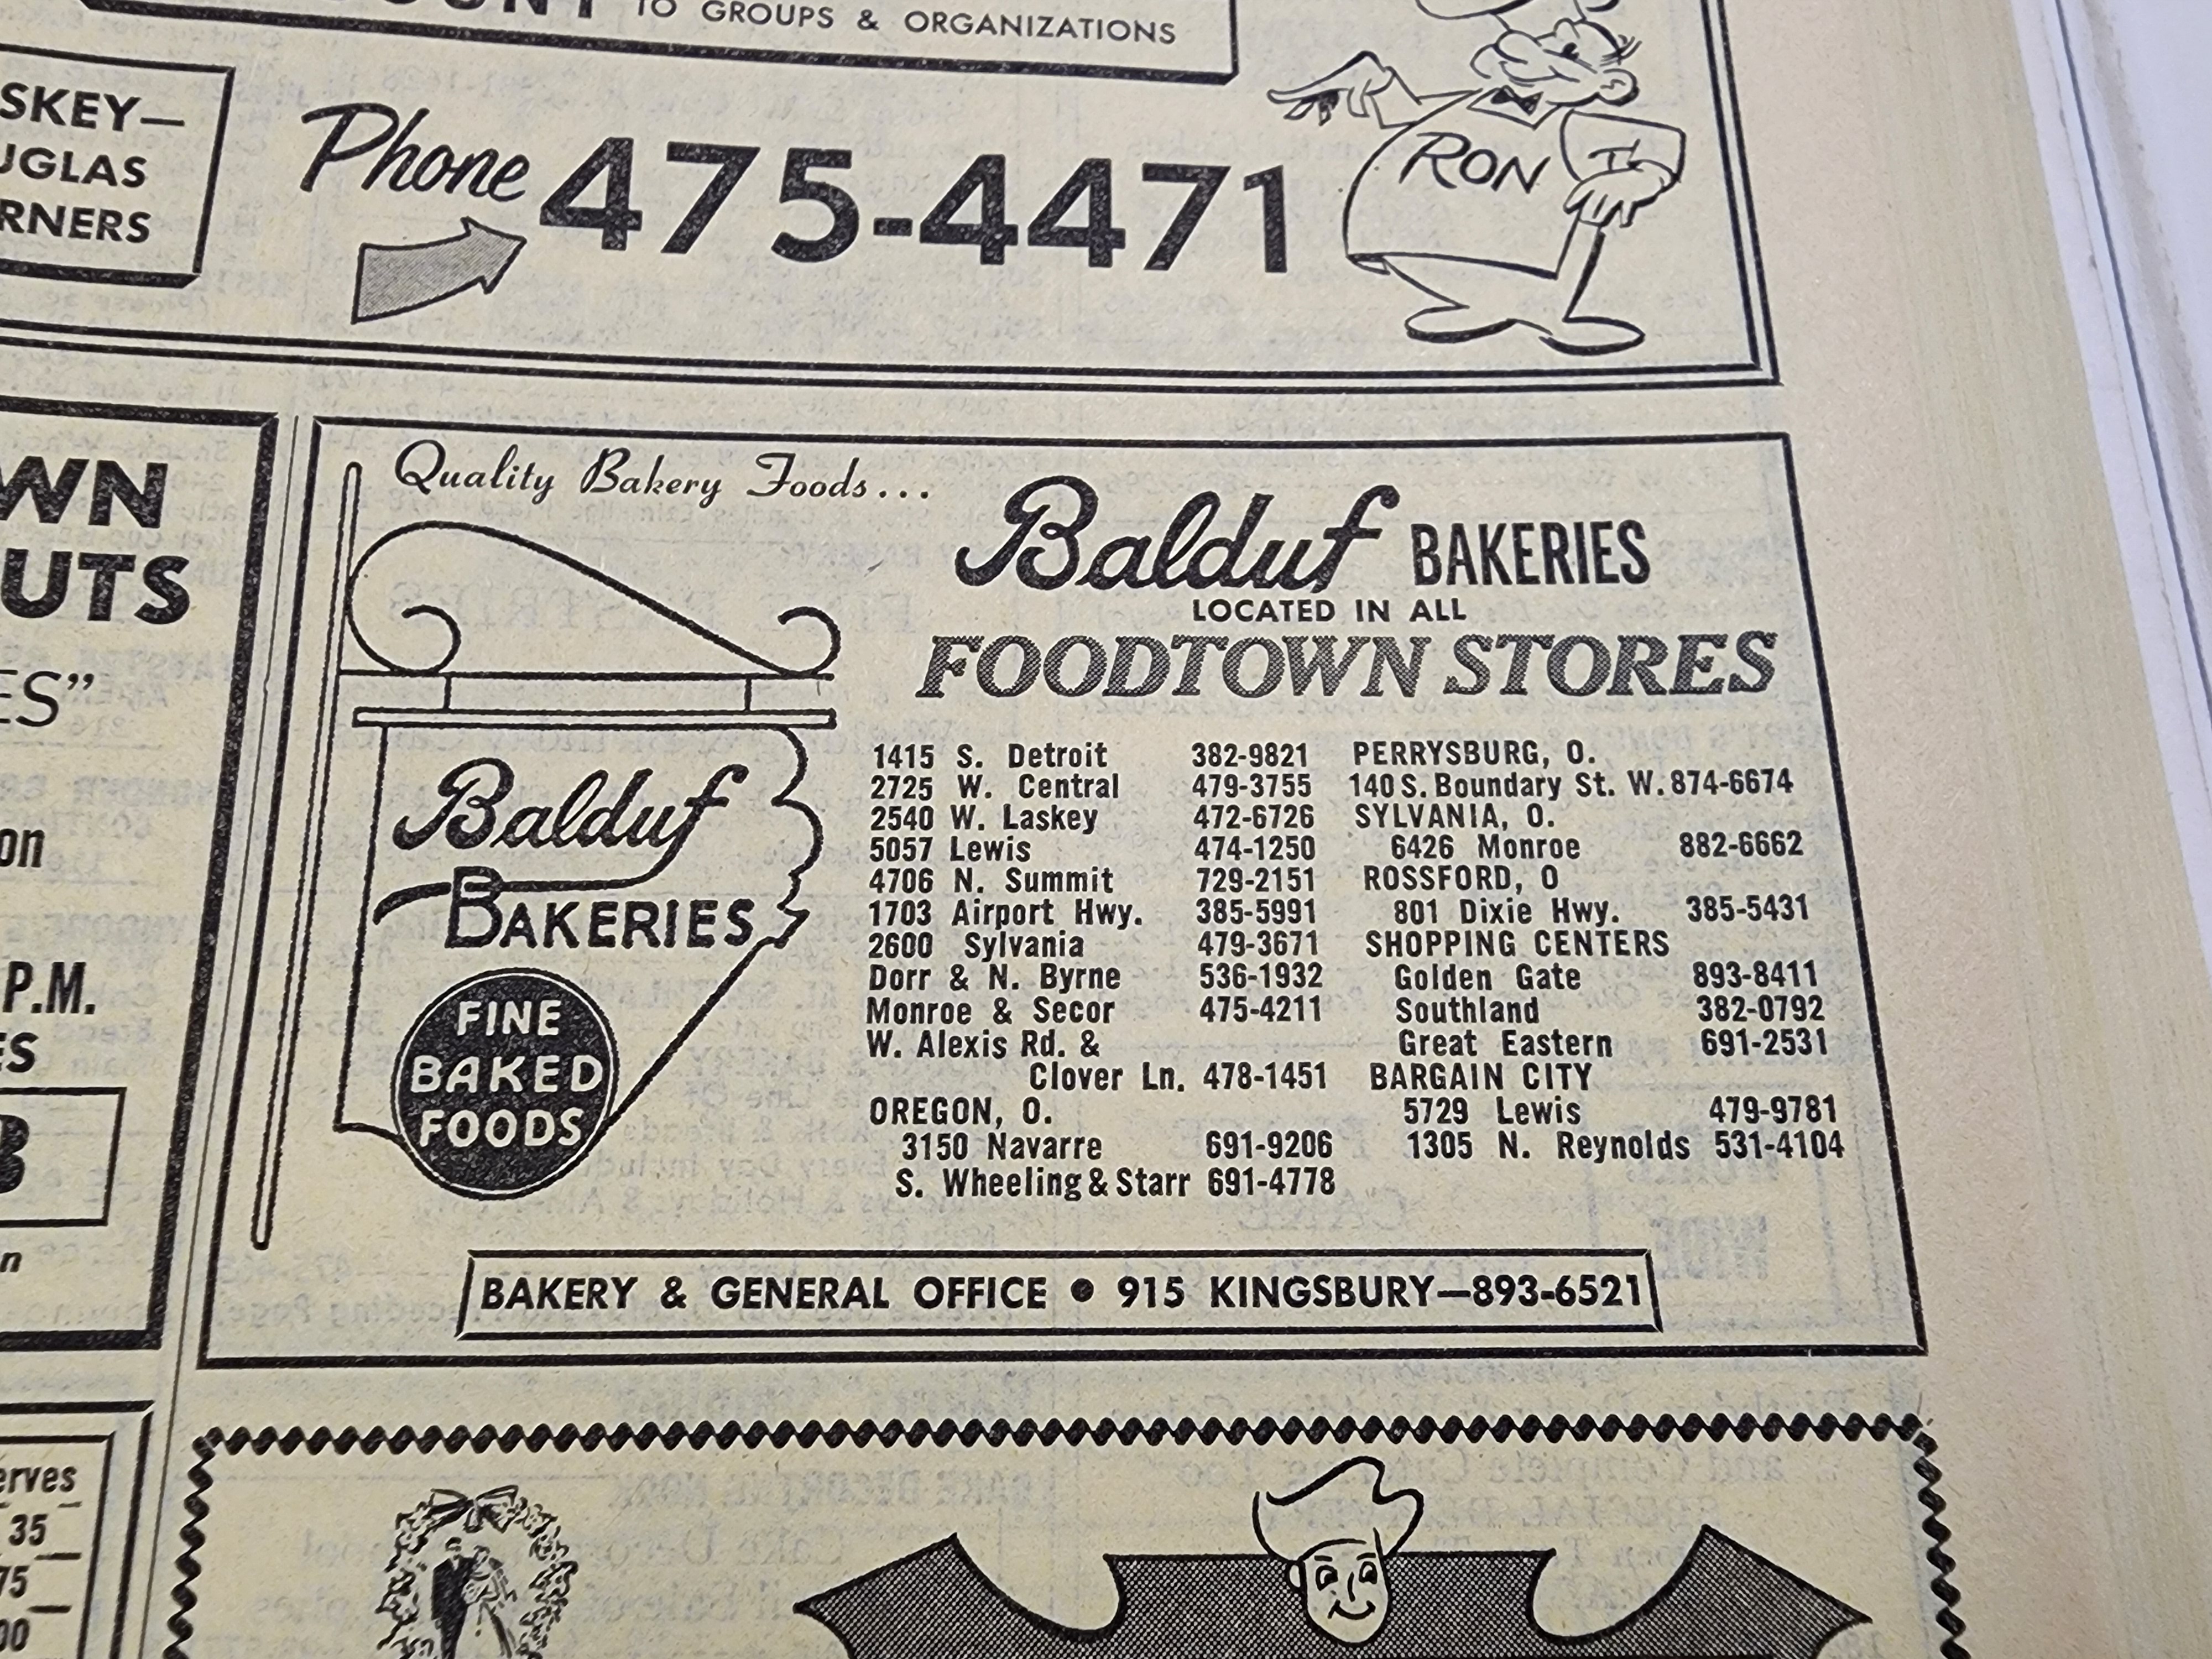 TO GROUPS & ORGANIZATIONS
SKEY—
UGLAS
RNERS
Phone 475-4471
RON
WN
UTS
ES”
on
P.M.
ES
n
Quality Bakery Foods...
Balduf BAKERIES
LOCATED IN ALL
FOODTOWN STORES
Balduf
BAKERIES
FINE
BAKED
FOODS
1415 S. Detroit 382-9821
2725 W. Central 479-3755
2540 W. Laskey 472-6726
5057 Lewis 474-1250
4706 N. Summit 729-2151
1703 Airport Hwy. 385-5991
2600 Sylvania 479-3671
Dorr & N. Byrne 536-1932
Monroe & Secor 475-4211
W. Alexis Rd. &
Clover Ln. 478-1451
OREGON, O.
3150 Navarre 691-9206
S. Wheeling & Starr 691-4778
PERRYSBURG, O.
140 S. Boundary St. W. 874-6674
SYLVANIA, O.
6426 Monroe 882-6662
ROSSFORD, O
801 Dixie Hwy. 385-5431
SHOPPING CENTERS
Golden Gate 893-8411
Southland 382-0792
Great Eastern 691-2531
BARGAIN CITY
5729 Lewis 479-9781
1305 N. Reynolds 531-4104
BAKERY & GENERAL OFFICE • 915 KINGSBURY—893-6521
erves
35
75
00